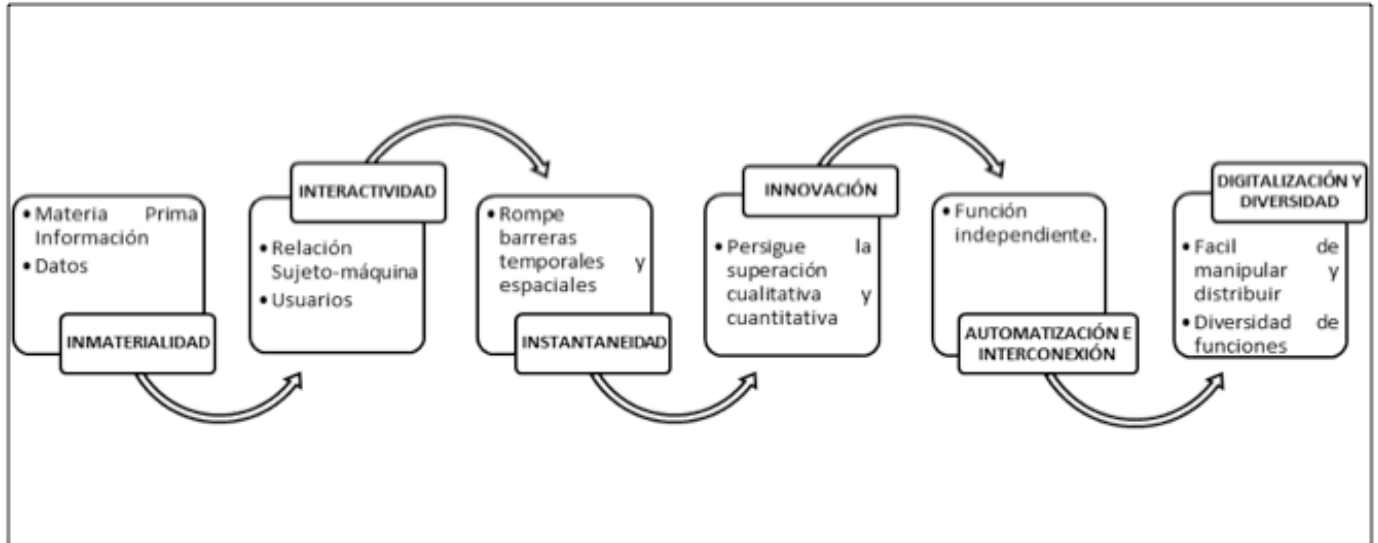 • Materia Prima
Información
• Datos
INMATERIALIDAD
INTERACTIVIDAD
• Relación
Sujeto-máquina
• Usuarios
• Rompe
barreras
temporales y
espaciales
INSTANTANEIDAD
INNOVACIÓN
• Persigue la
superación
cualitativa y
cuantitativa
• Función
independiente.
AUTOMATIZACIÓN E
INTERCONEXIÓN
DIGITALIZACIÓN Y
DIVERSIDAD
• Facil de
manipular y
distribuir
• Diversidad de
funciones